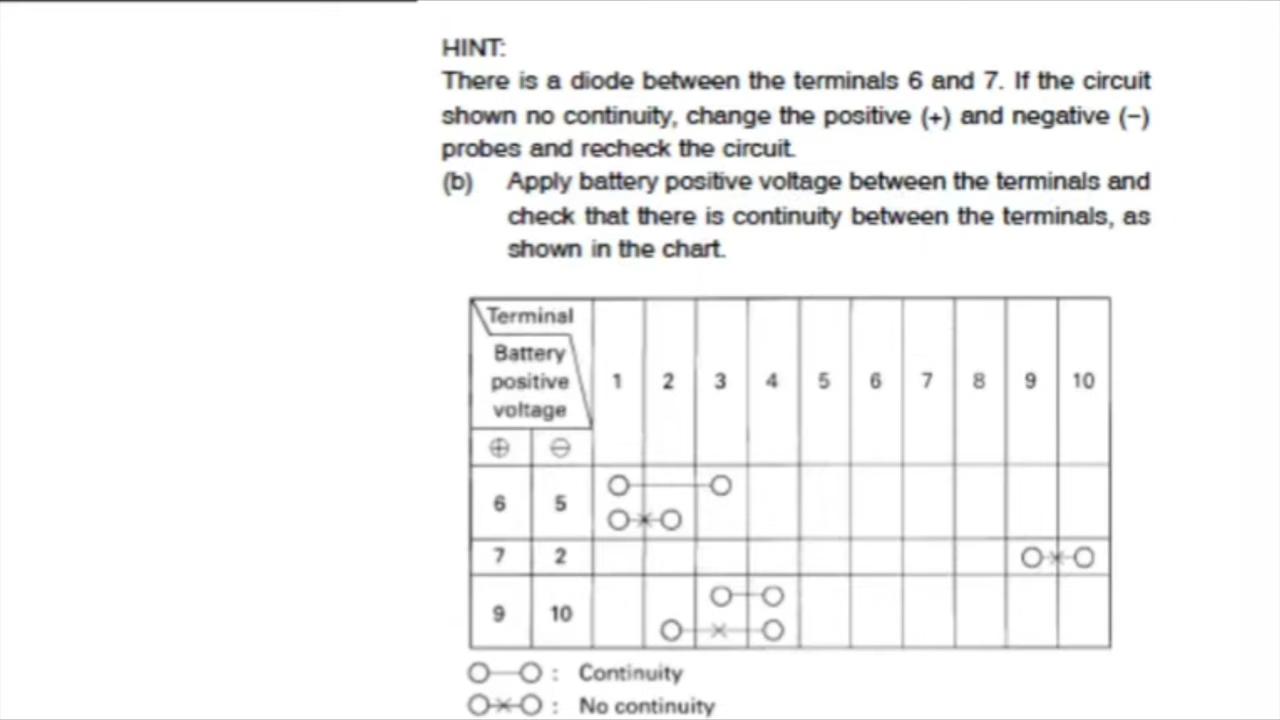 HINT:
There is a diode between the terminals 6 and 7. If the circuit
shown no continuity, change the positive (+) and negative (−)
probes and recheck the circuit.
(b) Apply battery positive voltage between the terminals and
check that there is continuity between the terminals, as
shown in the chart.
Terminal
Battery
positive
voltage
1 2 3 4 5 6 7 8 9 10
⊕ ⊖
6 5
7 2
9 10
: Continuity
: No continuity